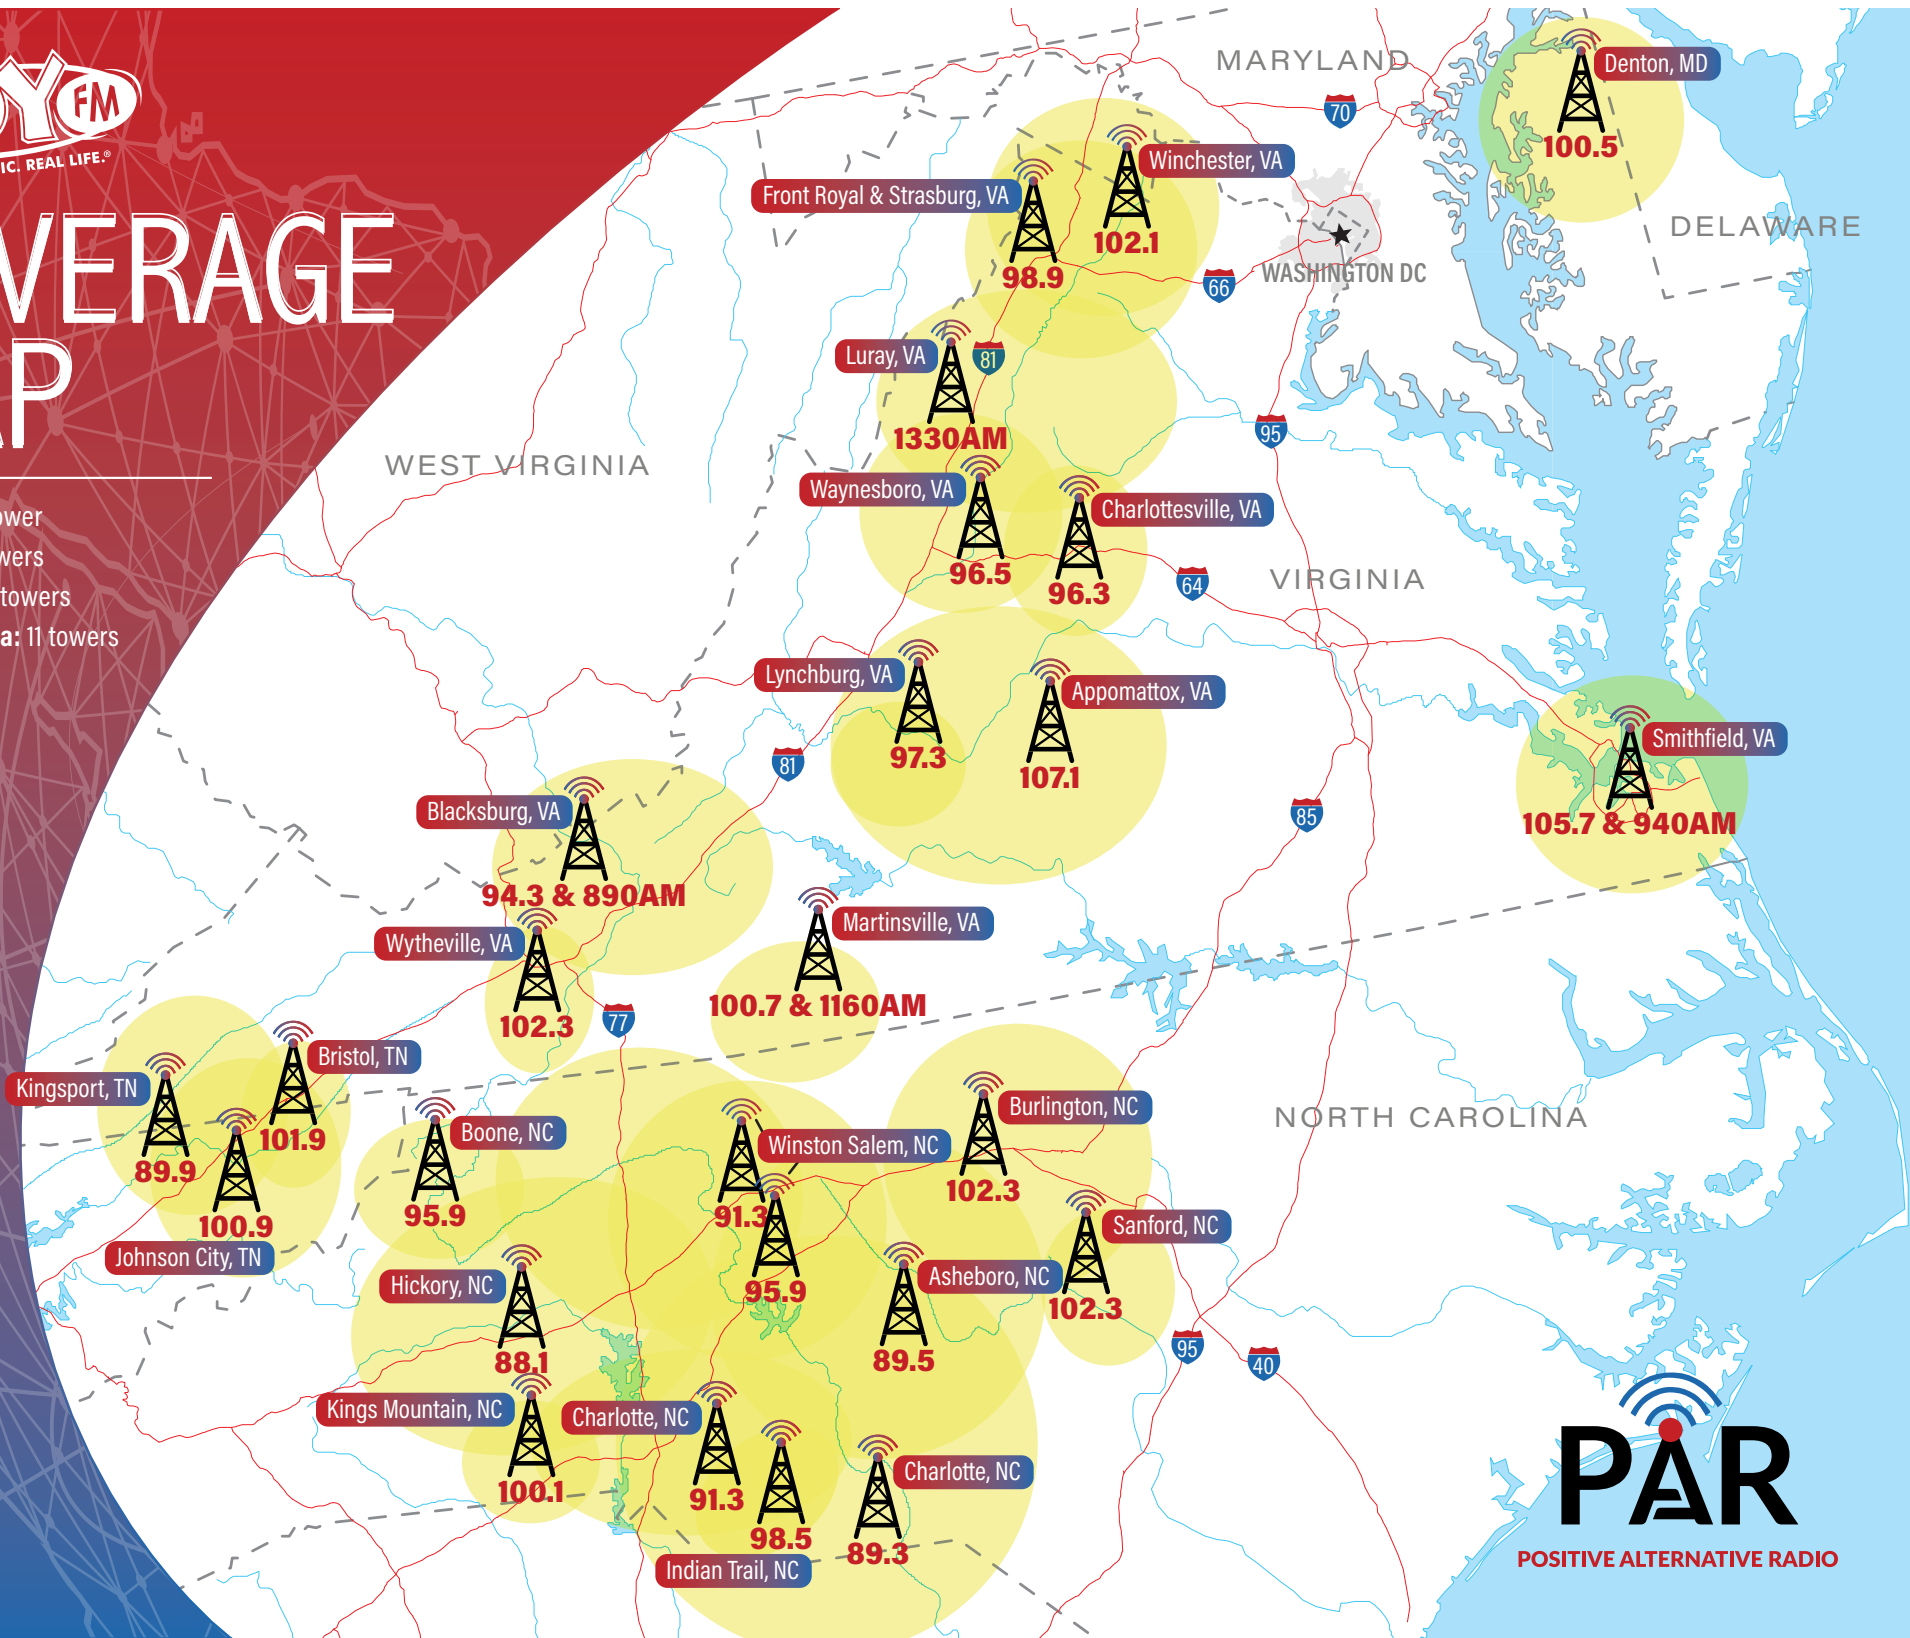 FM
IC. REAL LIFE.®
VERAGE
AP
ower
wers
towers
a: 11 towers
MARYLAND
70
Denton, MD
100.5
Winchester, VA
102.1
Front Royal & Strasburg, VA
98.9
DELAWARE
WASHINGTON DC
66
Luray, VA
81
1330AM
95
WEST VIRGINIA
Waynesboro, VA
96.5
Charlottesville, VA
96.3
64
VIRGINIA
Lynchburg, VA
97.3
Appomattox, VA
107.1
Smithfield, VA
105.7 & 940AM
81
85
Blacksburg, VA
94.3 & 890AM
Wytheville, VA
102.3
Martinsville, VA
100.7 & 1160AM
77
Bristol, TN
101.9
Kingsport, TN
89.9
100.9
Johnson City, TN
Boone, NC
95.9
Winston Salem, NC
91.3
95.9
Burlington, NC
102.3
NORTH CAROLINA
Sanford, NC
102.3
Hickory, NC
88.1
Asheboro, NC
89.5
95
40
Kings Mountain, NC
100.1
Charlotte, NC
91.3
98.5
Indian Trail, NC
Charlotte, NC
89.3
PAR
POSITIVE ALTERNATIVE RADIO